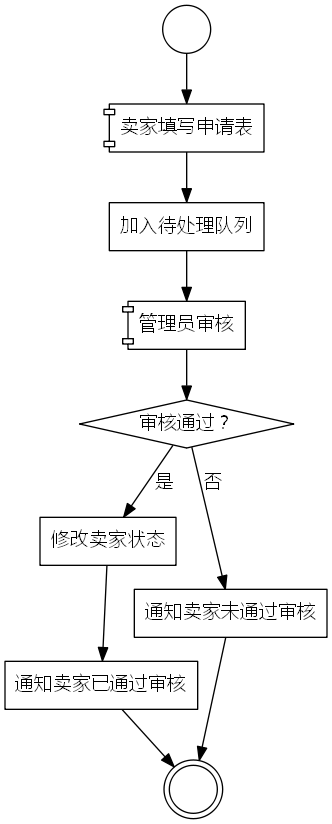 卖家填写申请表
加入待处理队列
管理员审核
审核通过？
是
否
修改卖家状态
通知卖家未通过审核
通知卖家已通过审核